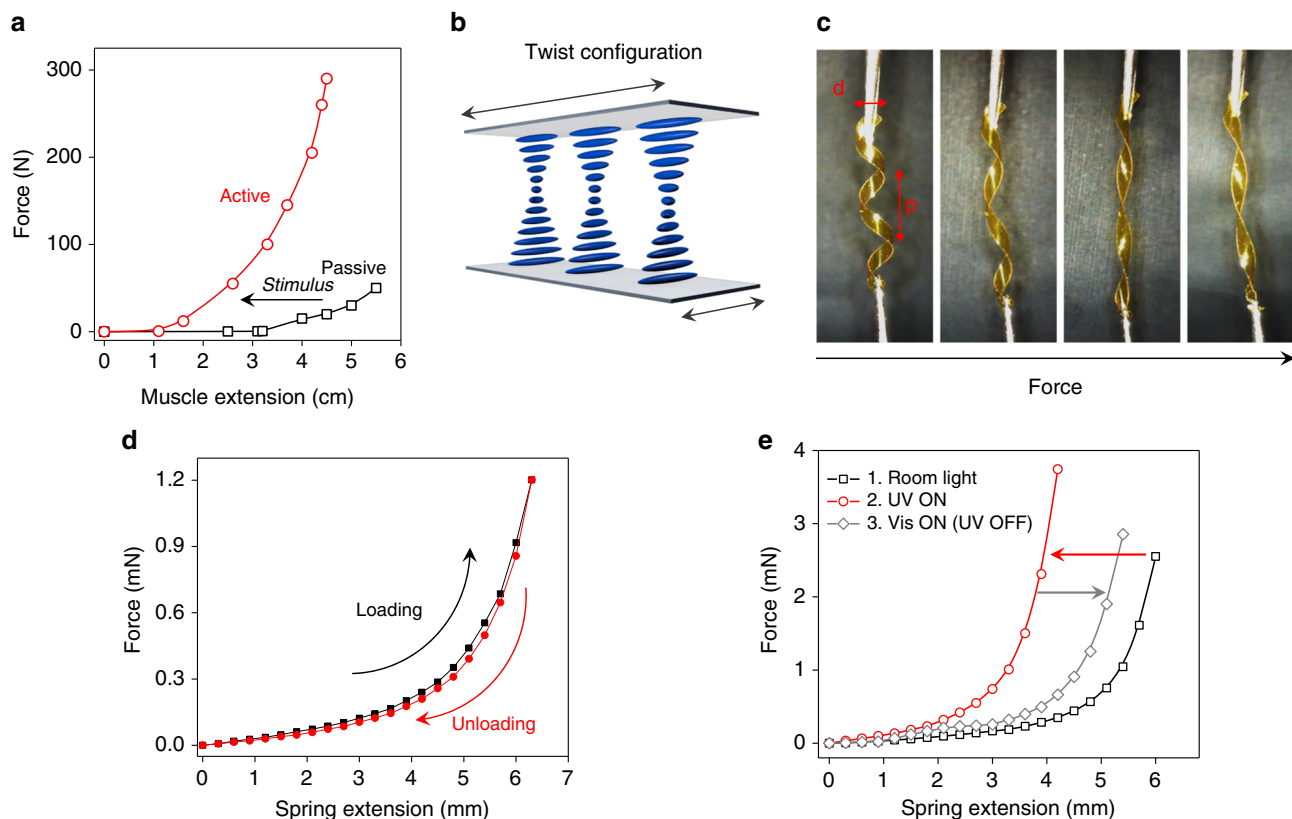 a
300
200
100
0
Force (N)
Active
Stimulus
Passive
0 1 2 3 4 5 6
Muscle extension (cm)
b
Twist configuration
c
d
p
Force
d
1.2
0.9
0.6
0.3
0.0
Force (mN)
Loading
Unloading
0 1 2 3 4 5 6 7
Spring extension (mm)
e
4
3
2
1
0
Force (mN)
1. Room light
2. UV ON
3. Vis ON (UV OFF)
0 1 2 3 4 5 6
Spring extension (mm)